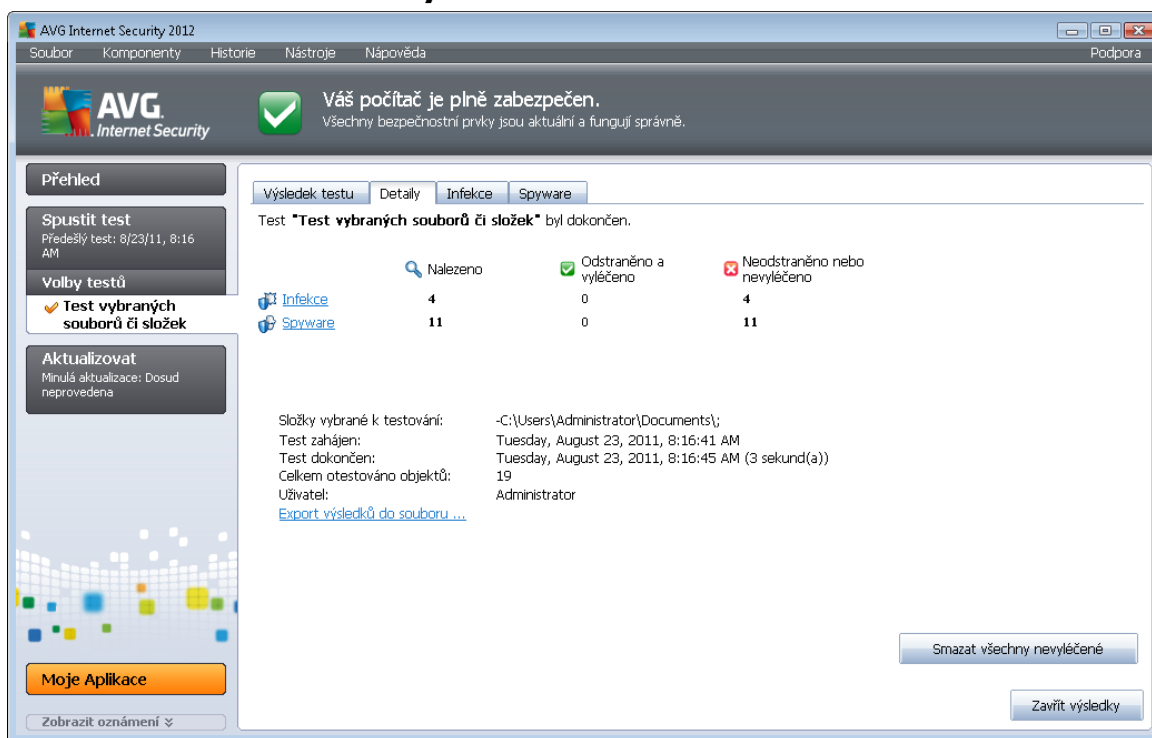 AVG Internet Security 2012
Soubor Komponenty Historie Nástroje Nápověda Podpora
AVG.
Internet Security
Váš počítač je plně zabezpečen.
Všechny bezpečnostní prvky jsou aktuální a fungují správně.
Přehled
Spustit test
Předešlý test: 8/23/11, 8:16
AM
Volby testů
Test vybraných
souborů či složek
Aktualizovat
Minulá aktualizace: Dosud
neprovedena
Moje Aplikace
Zobrazit oznámení
Výsledek testu Detaily Infekce Spyware
Test "Test vybraných souborů či složek" byl dokončen.
Nalezeno Odstraněno a
vyléčeno Neodstraněno nebo
nevyléčeno
Infekce 4 0 4
Spyware 11 0 11
Složky vybrané k testování: -C:\Users\Administrator\Documents\;
Test zahájen: Tuesday, August 23, 2011, 8:16:41 AM
Test dokončen: Tuesday, August 23, 2011, 8:16:45 AM (3 sekund(a))
Celkem otestováno objektů: 19
Uživatel: Administrator
Export výsledků do souboru ...
Smazat všechny nevyléčené
Zavřít výsledky